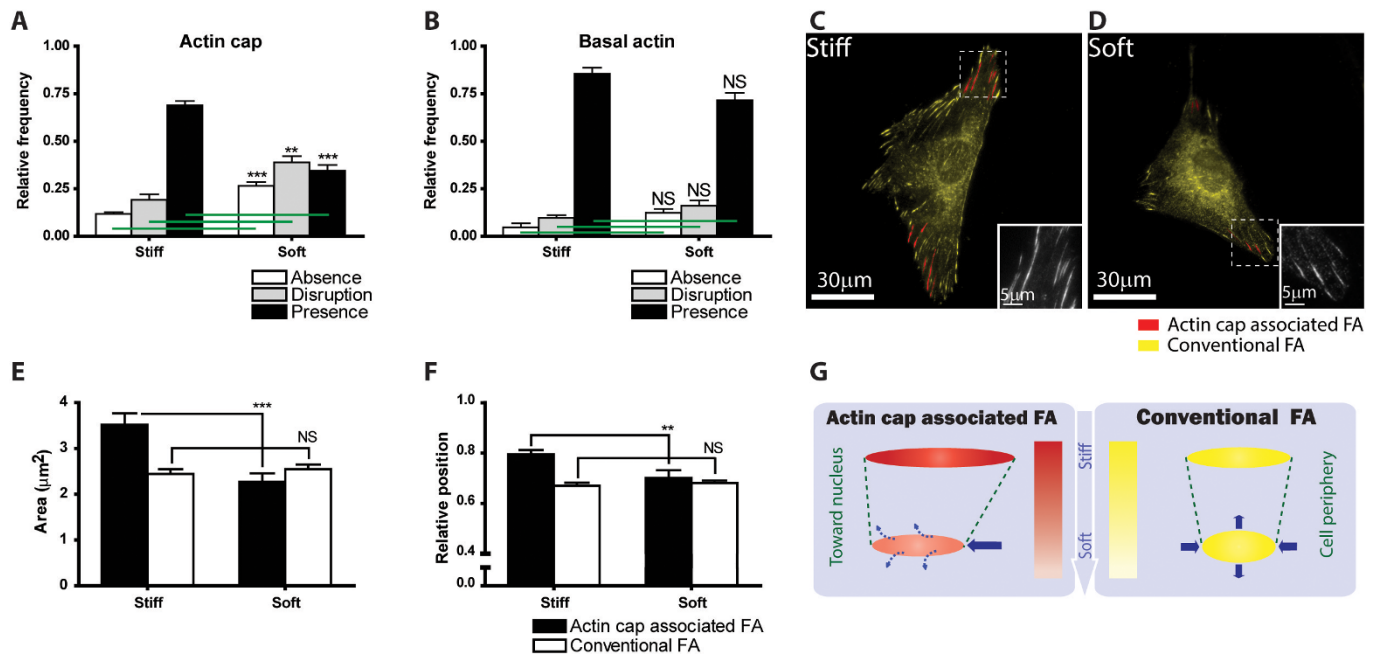 A
Actin cap
Relative frequency
1.00
0.75
0.50
0.25
0.00
***
**
***
Stiff
Soft
Absence
Disruption
Presence
B
Basal actin
Relative frequency
1.00
0.75
0.50
0.25
0.00
NS
NS
NS
Stiff
Soft
Absence
Disruption
Presence
C
Stiff
30μm
5μm
D
Soft
30μm
5μm
Actin cap associated FA
Conventional FA
E
Area (μm²)
4
3
2
1
0
***
NS
Stiff
Soft
F
Relative position
1.0
0.8
0.6
0.4
0.0
**
NS
Stiff
Soft
Actin cap associated FA
Conventional FA
G
Actin cap associated FA
Conventional FA
Toward nucleus
Stiff
Soft
Cell periphery